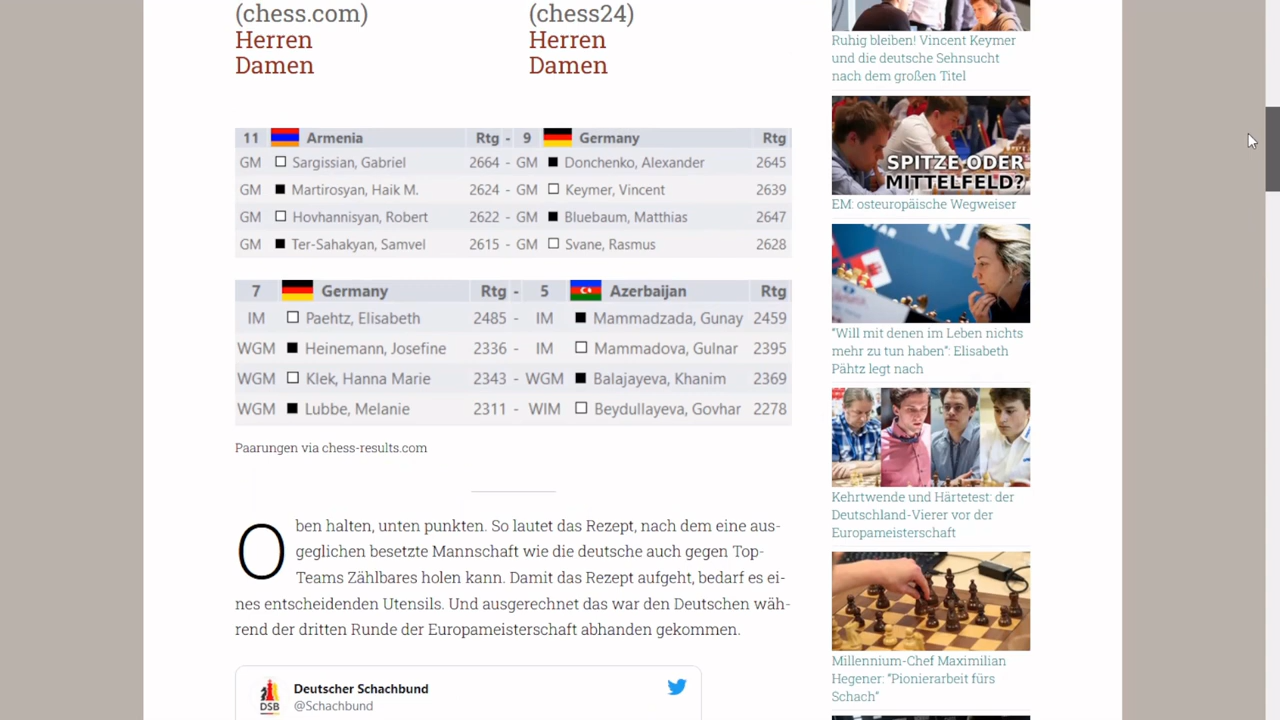 (chess.com)
Herren
Damen
(chess24)
Herren
Damen
11 Armenia Rtg - 9 Germany Rtg
GM Sargissian, Gabriel 2664 - GM Donchenko, Alexander 2645
GM Martirosyan, Haik M. 2624 - GM Keymer, Vincent 2639
GM Hovhannisyan, Robert 2622 - GM Bluebaum, Matthias 2647
GM Ter-Sahakyan, Samvel 2615 - GM Svane, Rasmus 2628
7 Germany Rtg - 5 Azerbaijan Rtg
IM Paehtz, Elisabeth 2485 - IM Mammadzada, Gunay 2459
WGM Heinemann, Josefine 2336 - IM Mammadova, Gulnar 2395
WGM Klek, Hanna Marie 2343 - WGM Balajayeva, Khanim 2369
WGM Lubbe, Melanie 2311 - WIM Beydullayeva, Govhar 2278
Paarungen via chess-results.com
Oben halten, unten punkten. So lautet das Rezept, nach dem eine aus-
geglichen besetzte Mannschaft wie die deutsche auch gegen Top-
Teams Zählbares holen kann. Damit das Rezept aufgeht, bedarf es ei-
nes entscheidenden Utensils. Und ausgerechnet das war den Deutschen wäh-
rend der dritten Runde der Europameisterschaft abhanden gekommen.
DSB
Deutscher Schachbund
@Schachbund
Ruhig bleiben! Vincent Keymer
und die deutsche Sehnsucht
nach dem großen Titel
SPITZE ODER
MITTELFELD?
EM: osteuropäische Wegweiser
"Will mit denen im Leben nichts
mehr zu tun haben": Elisabeth
Pähtz legt nach
Kehrtwende und Härtetest: der
Deutschland-Vierer vor der
Europameisterschaft
Millennium-Chef Maximilian
Hegener: "Pionierarbeit fürs
Schach"